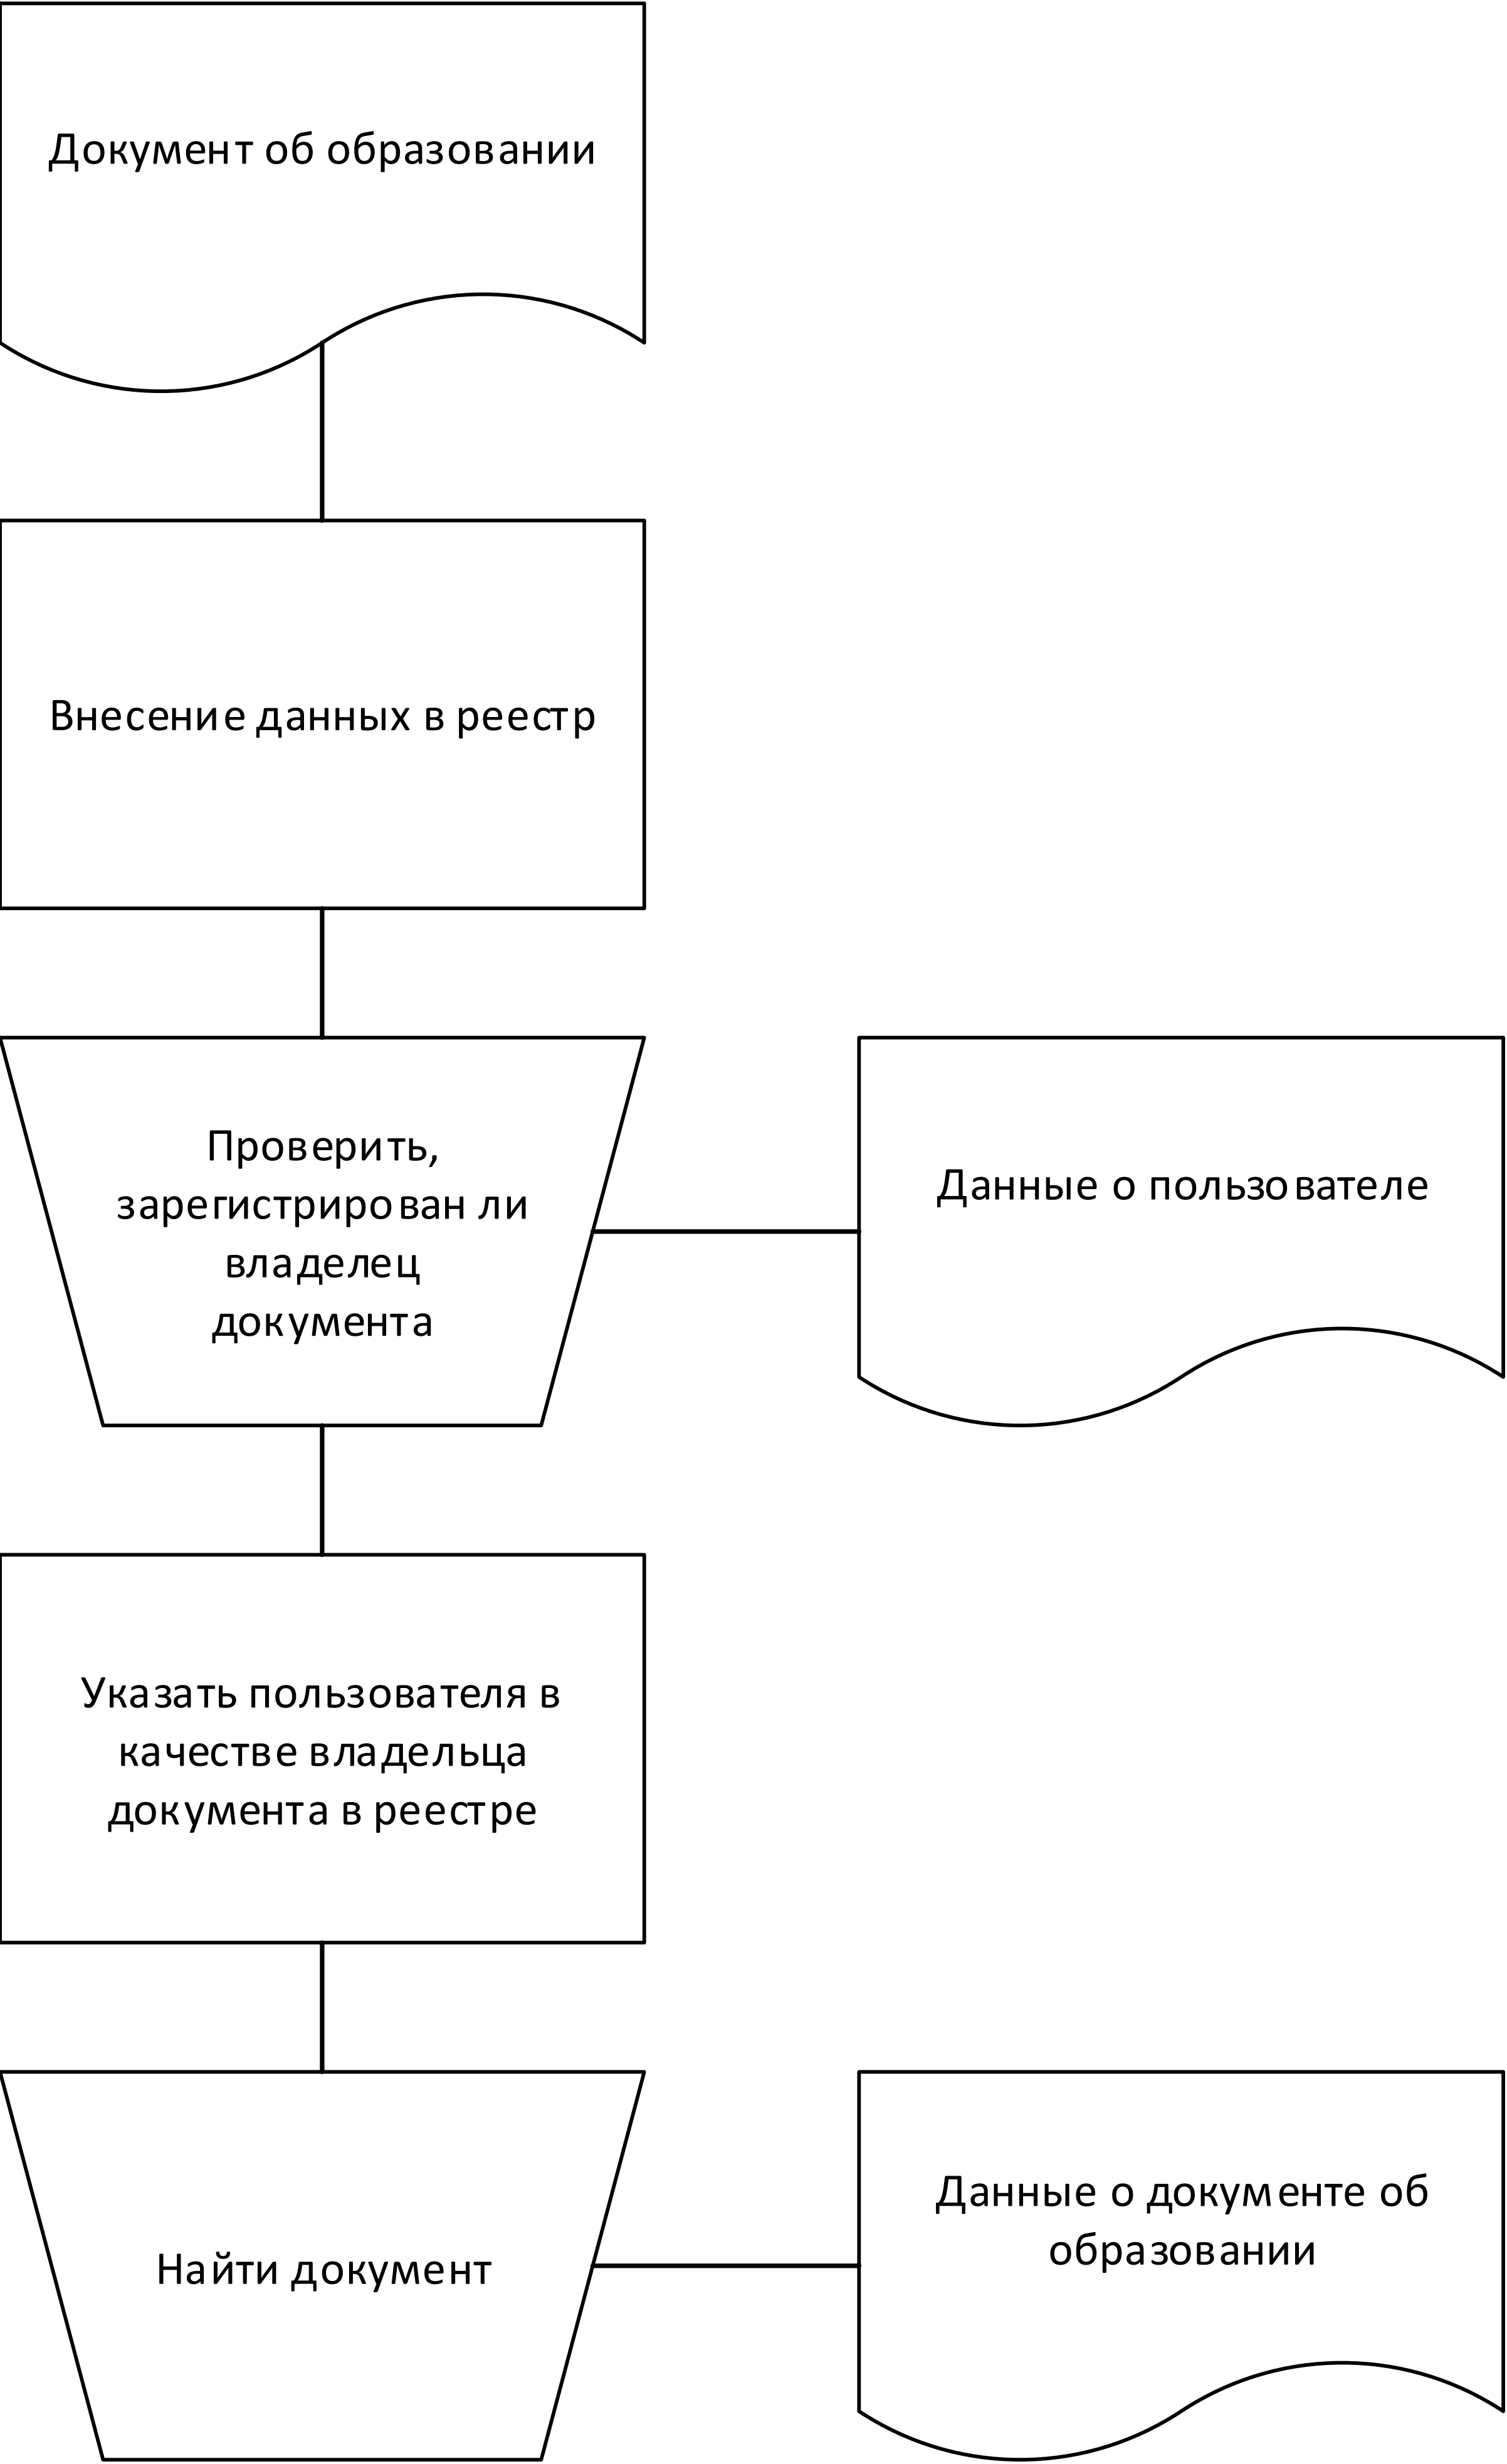 Документ об образовании
Внесение данных в реестр
Проверить,
зарегистрирован ли
владелец
документа
Данные о пользователе
Указать пользователя в
качестве владельца
документа в реестре
Найти документ
Данные о документе об
образовании